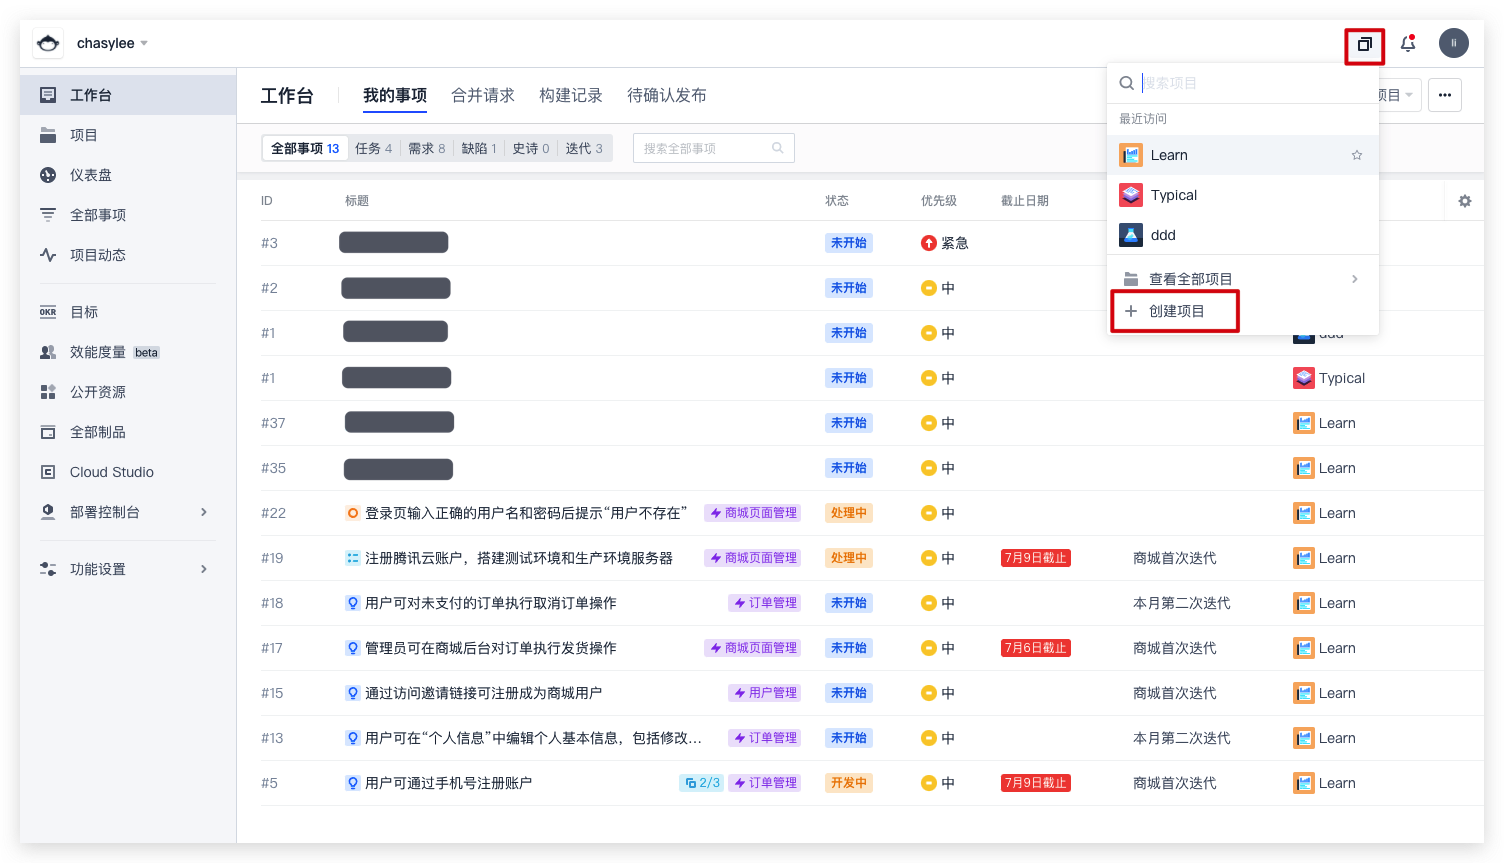 chasylee
li
工作台
项目
仪表盘
全部事项
项目动态
OKR 目标
效能度量 beta
公开资源
全部制品
Cloud Studio
部署控制台
功能设置
工作台 我的事项 合并请求 构建记录 待确认发布
项目
全部事项 13 任务 4 需求 8 缺陷 1 史诗 0 迭代 3 搜索全部事项
搜索项目
最近访问
Learn
Typical
ddd
查看全部项目
创建项目
ID 标题 状态 优先级 截止日期
#3 未开始 紧急
#2 未开始 中
#1 未开始 中 ddd
#1 未开始 中 Typical
#37 未开始 中 Learn
#35 未开始 中 Learn
#22 登录页输入正确的用户名和密码后提示“用户不存在” 商城页面管理 处理中 中 Learn
#19 注册腾讯云账户，搭建测试环境和生产环境服务器 商城页面管理 处理中 中 7月9日截止 商城首次迭代 Learn
#18 用户可对未支付的订单执行取消订单操作 订单管理 未开始 中 本月第二次迭代 Learn
#17 管理员可在商城后台对订单执行发货操作 商城页面管理 未开始 中 7月6日截止 商城首次迭代 Learn
#15 通过访问邀请链接可注册成为商城用户 用户管理 未开始 中 商城首次迭代 Learn
#13 用户可在“个人信息”中编辑个人基本信息，包括修改... 订单管理 未开始 中 本月第二次迭代 Learn
#5 用户可通过手机号注册账户 2/3 订单管理 开发中 中 7月9日截止 商城首次迭代 Learn